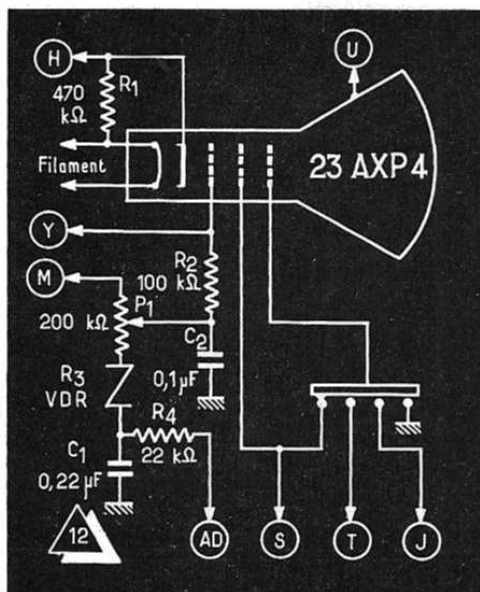 U
H
R1
470
kΩ
Filament
23 AXP4
Y
R2
100
kΩ
M
P1
200 kΩ
C2
R3
VDR
0,1 µF
R4
C1
22 kΩ
0,22 µF
12
AD
S
T
J